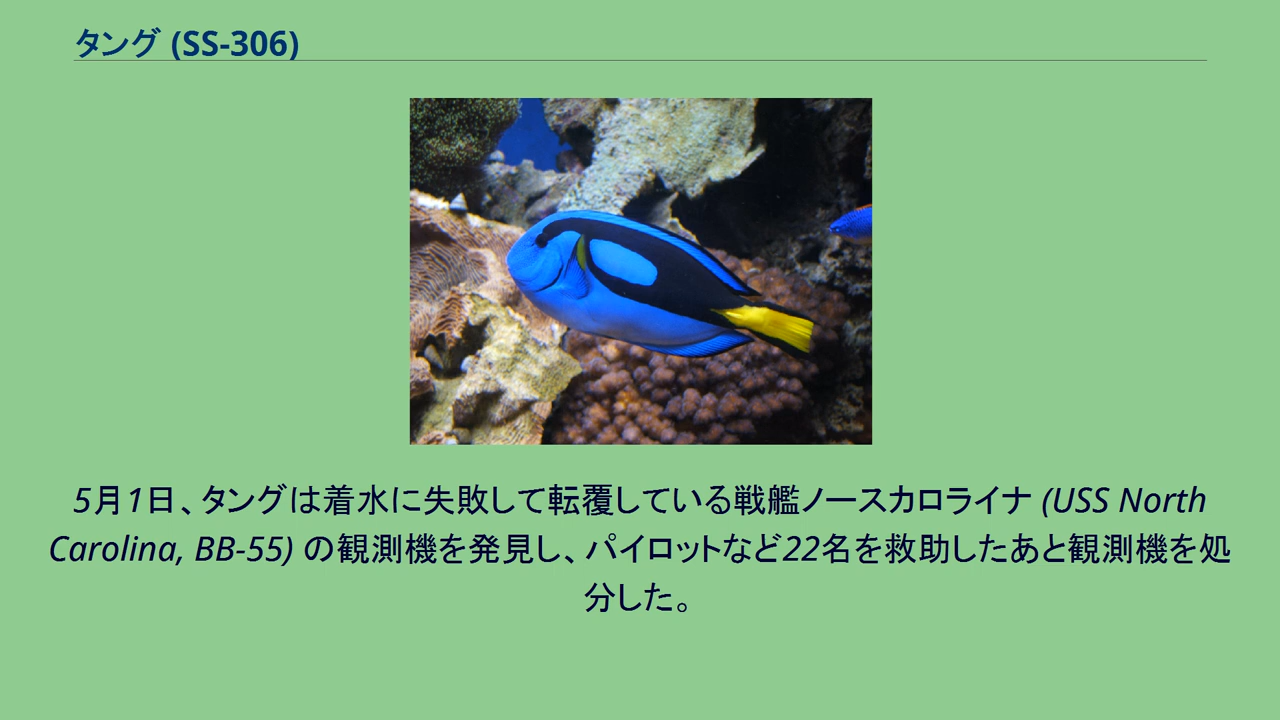 タング (SS-306)
5月1日、タングは着水に失敗して転覆している戦艦ノースカロライナ (USS North
Carolina, BB-55) の観測機を発見し、パイロットなど22名を救助したあと観測機を処
分した。